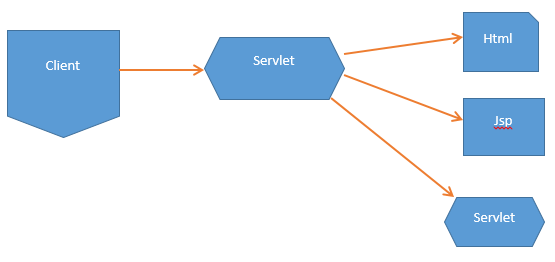 Client
Servlet
Html
Jsp
Servlet